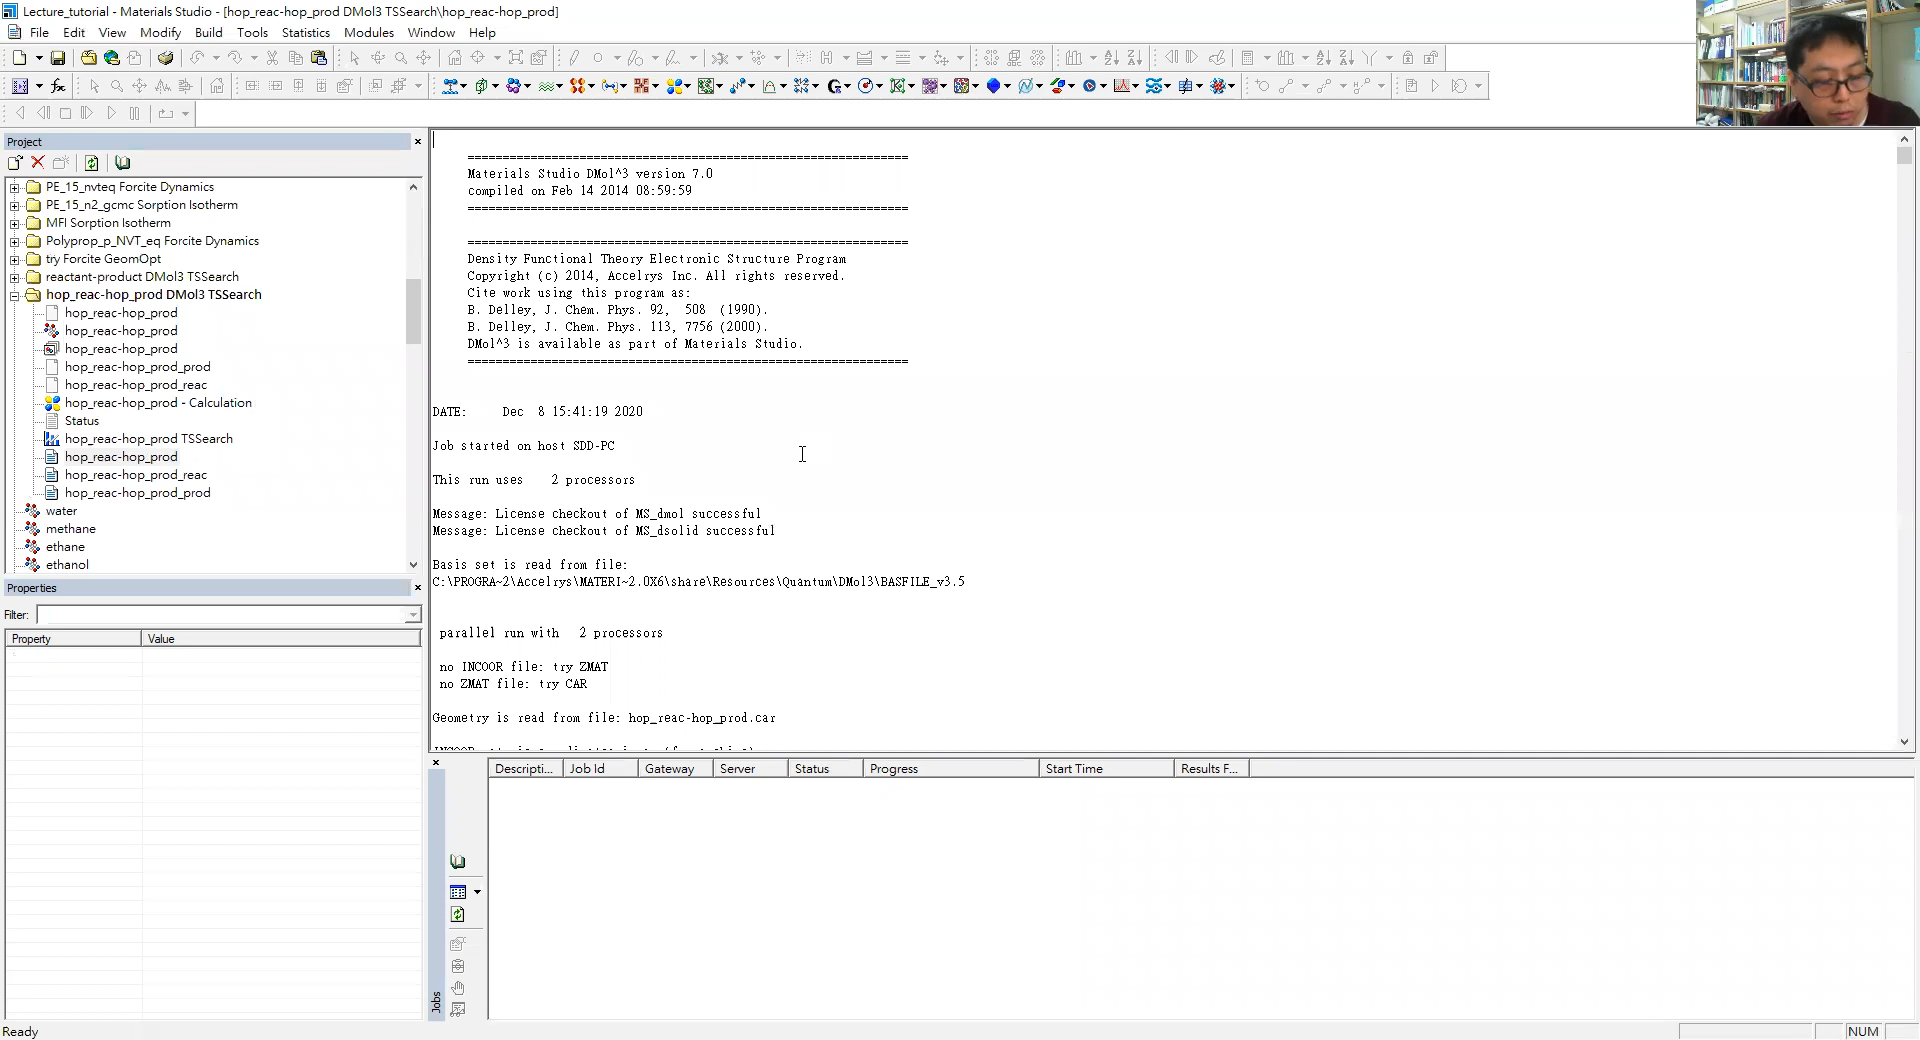 Lecture_tutorial - Materials Studio - [hop_reac-hop_prod DMol3 TSSearch\hop_reac-hop_prod]
File Edit View Modify Build Tools Statistics Modules Window Help
Project
PE_15_nvteq Forcite Dynamics
PE_15_n2_gcmc Sorption Isotherm
MFI Sorption Isotherm
Polyprop_p_NVT_eq Forcite Dynamics
try Forcite GeomOpt
reactant-product DMol3 TSSearch
hop_reac-hop_prod DMol3 TSSearch
hop_reac-hop_prod
hop_reac-hop_prod
hop_reac-hop_prod
hop_reac-hop_prod_prod
hop_reac-hop_prod_reac
hop_reac-hop_prod - Calculation
Status
hop_reac-hop_prod TSSearch
hop_reac-hop_prod
hop_reac-hop_prod_reac
hop_reac-hop_prod_prod
water
methane
ethane
ethanol
Properties
Filter:
Property Value
===============================================================
Materials Studio DMol^3 version 7.0
compiled on Feb 14 2014 08:59:59
===============================================================
===============================================================
Density Functional Theory Electronic Structure Program
Copyright (c) 2014, Accelrys Inc. All rights reserved.
Cite work using this program as:
B. Delley, J. Chem. Phys. 92, 508 (1990).
B. Delley, J. Chem. Phys. 113, 7756 (2000).
DMol^3 is available as part of Materials Studio.
===============================================================
DATE: Dec 8 15:41:19 2020
Job started on host SDD-PC
This run uses 2 processors
Message: License checkout of MS_dmol successful
Message: License checkout of MS_dsolid successful
Basis set is read from file:
C:\PROGRA~2\Accelrys\MATERI~2.0X6\share\Resources\Quantum\DMol3\BASFILE_v3.5
parallel run with 2 processors
no INCOOR file: try ZMAT
no ZMAT file: try CAR
Geometry is read from file: hop_reac-hop_prod.car
Descripti... Job Id Gateway Server Status Progress Start Time Results F...
Jobs
Ready
NUM